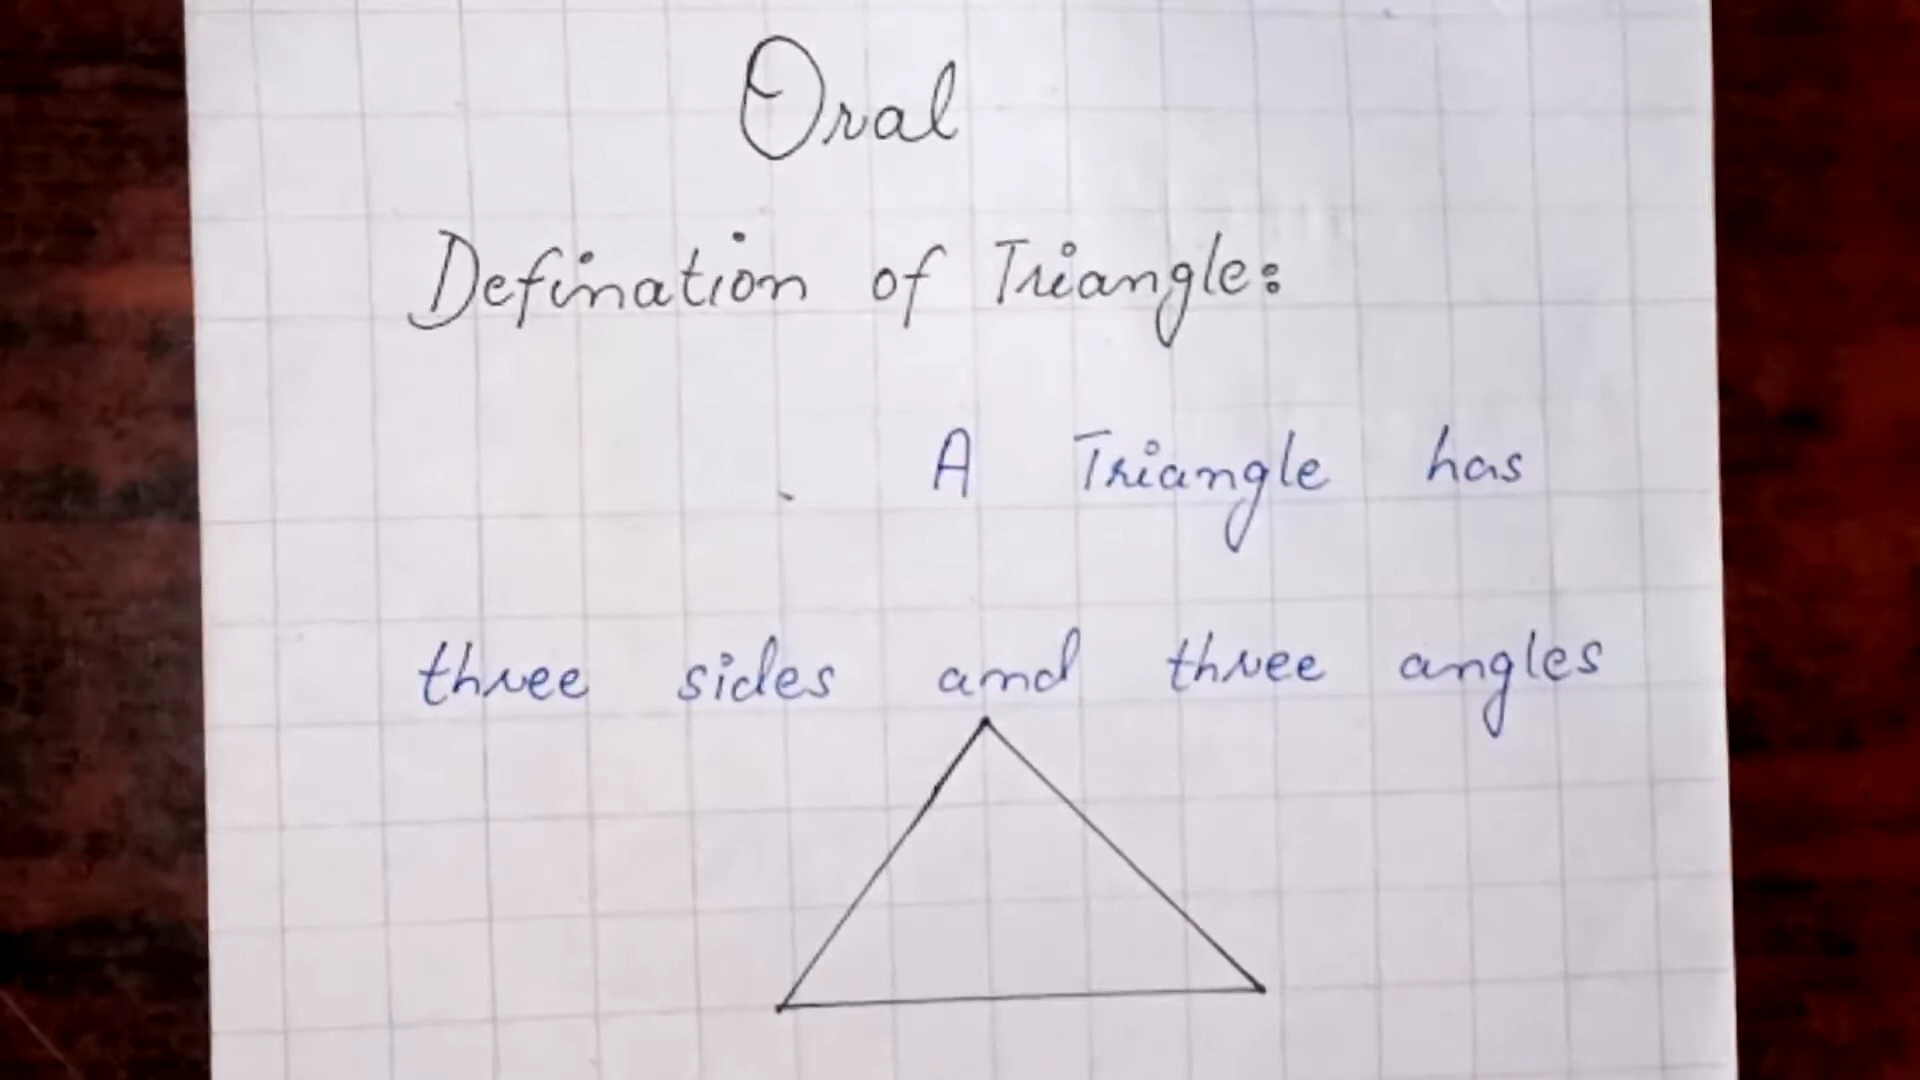 Oral
Defination of Triangle:
A Triangle has
three sides and three angles